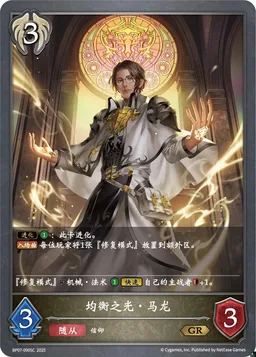 3
进化 1 ：此卡进化。
入场曲 每位玩家将1张『修复模式』放置到额外区。
『修复模式』：机械·法术 1 快速 自己的主战者 +1。
均衡之光·马龙
3
随从
信仰
GR
3
BP07-090SC 2025
© Cygames, Inc. Published by NetEase Games